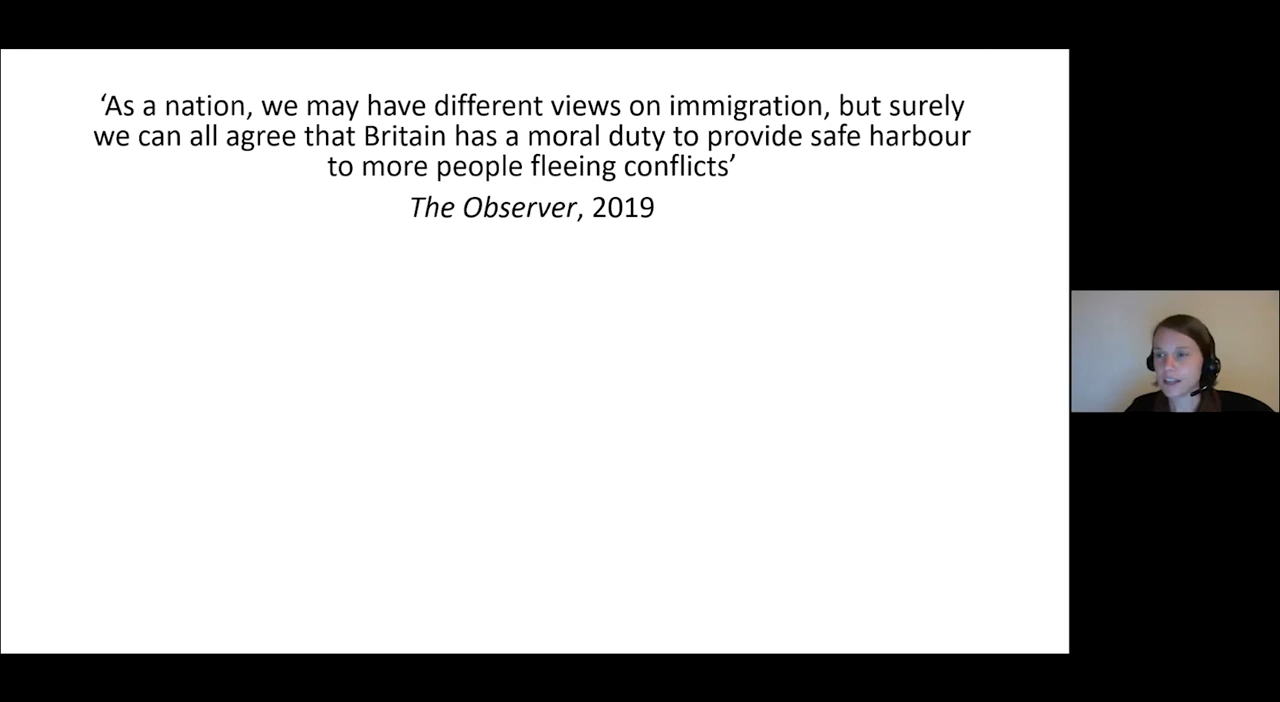 ‘As a nation, we may have different views on immigration, but surely
we can all agree that Britain has a moral duty to provide safe harbour
to more people fleeing conflicts’
The Observer, 2019